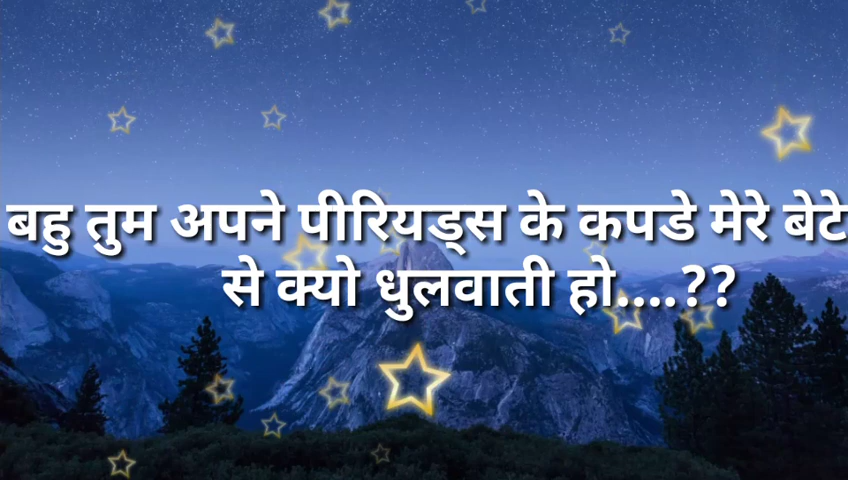 बहु तुम अपने पीरियड्स के कपडे मेरे बेटे
से क्यो धुलवाती हो....??